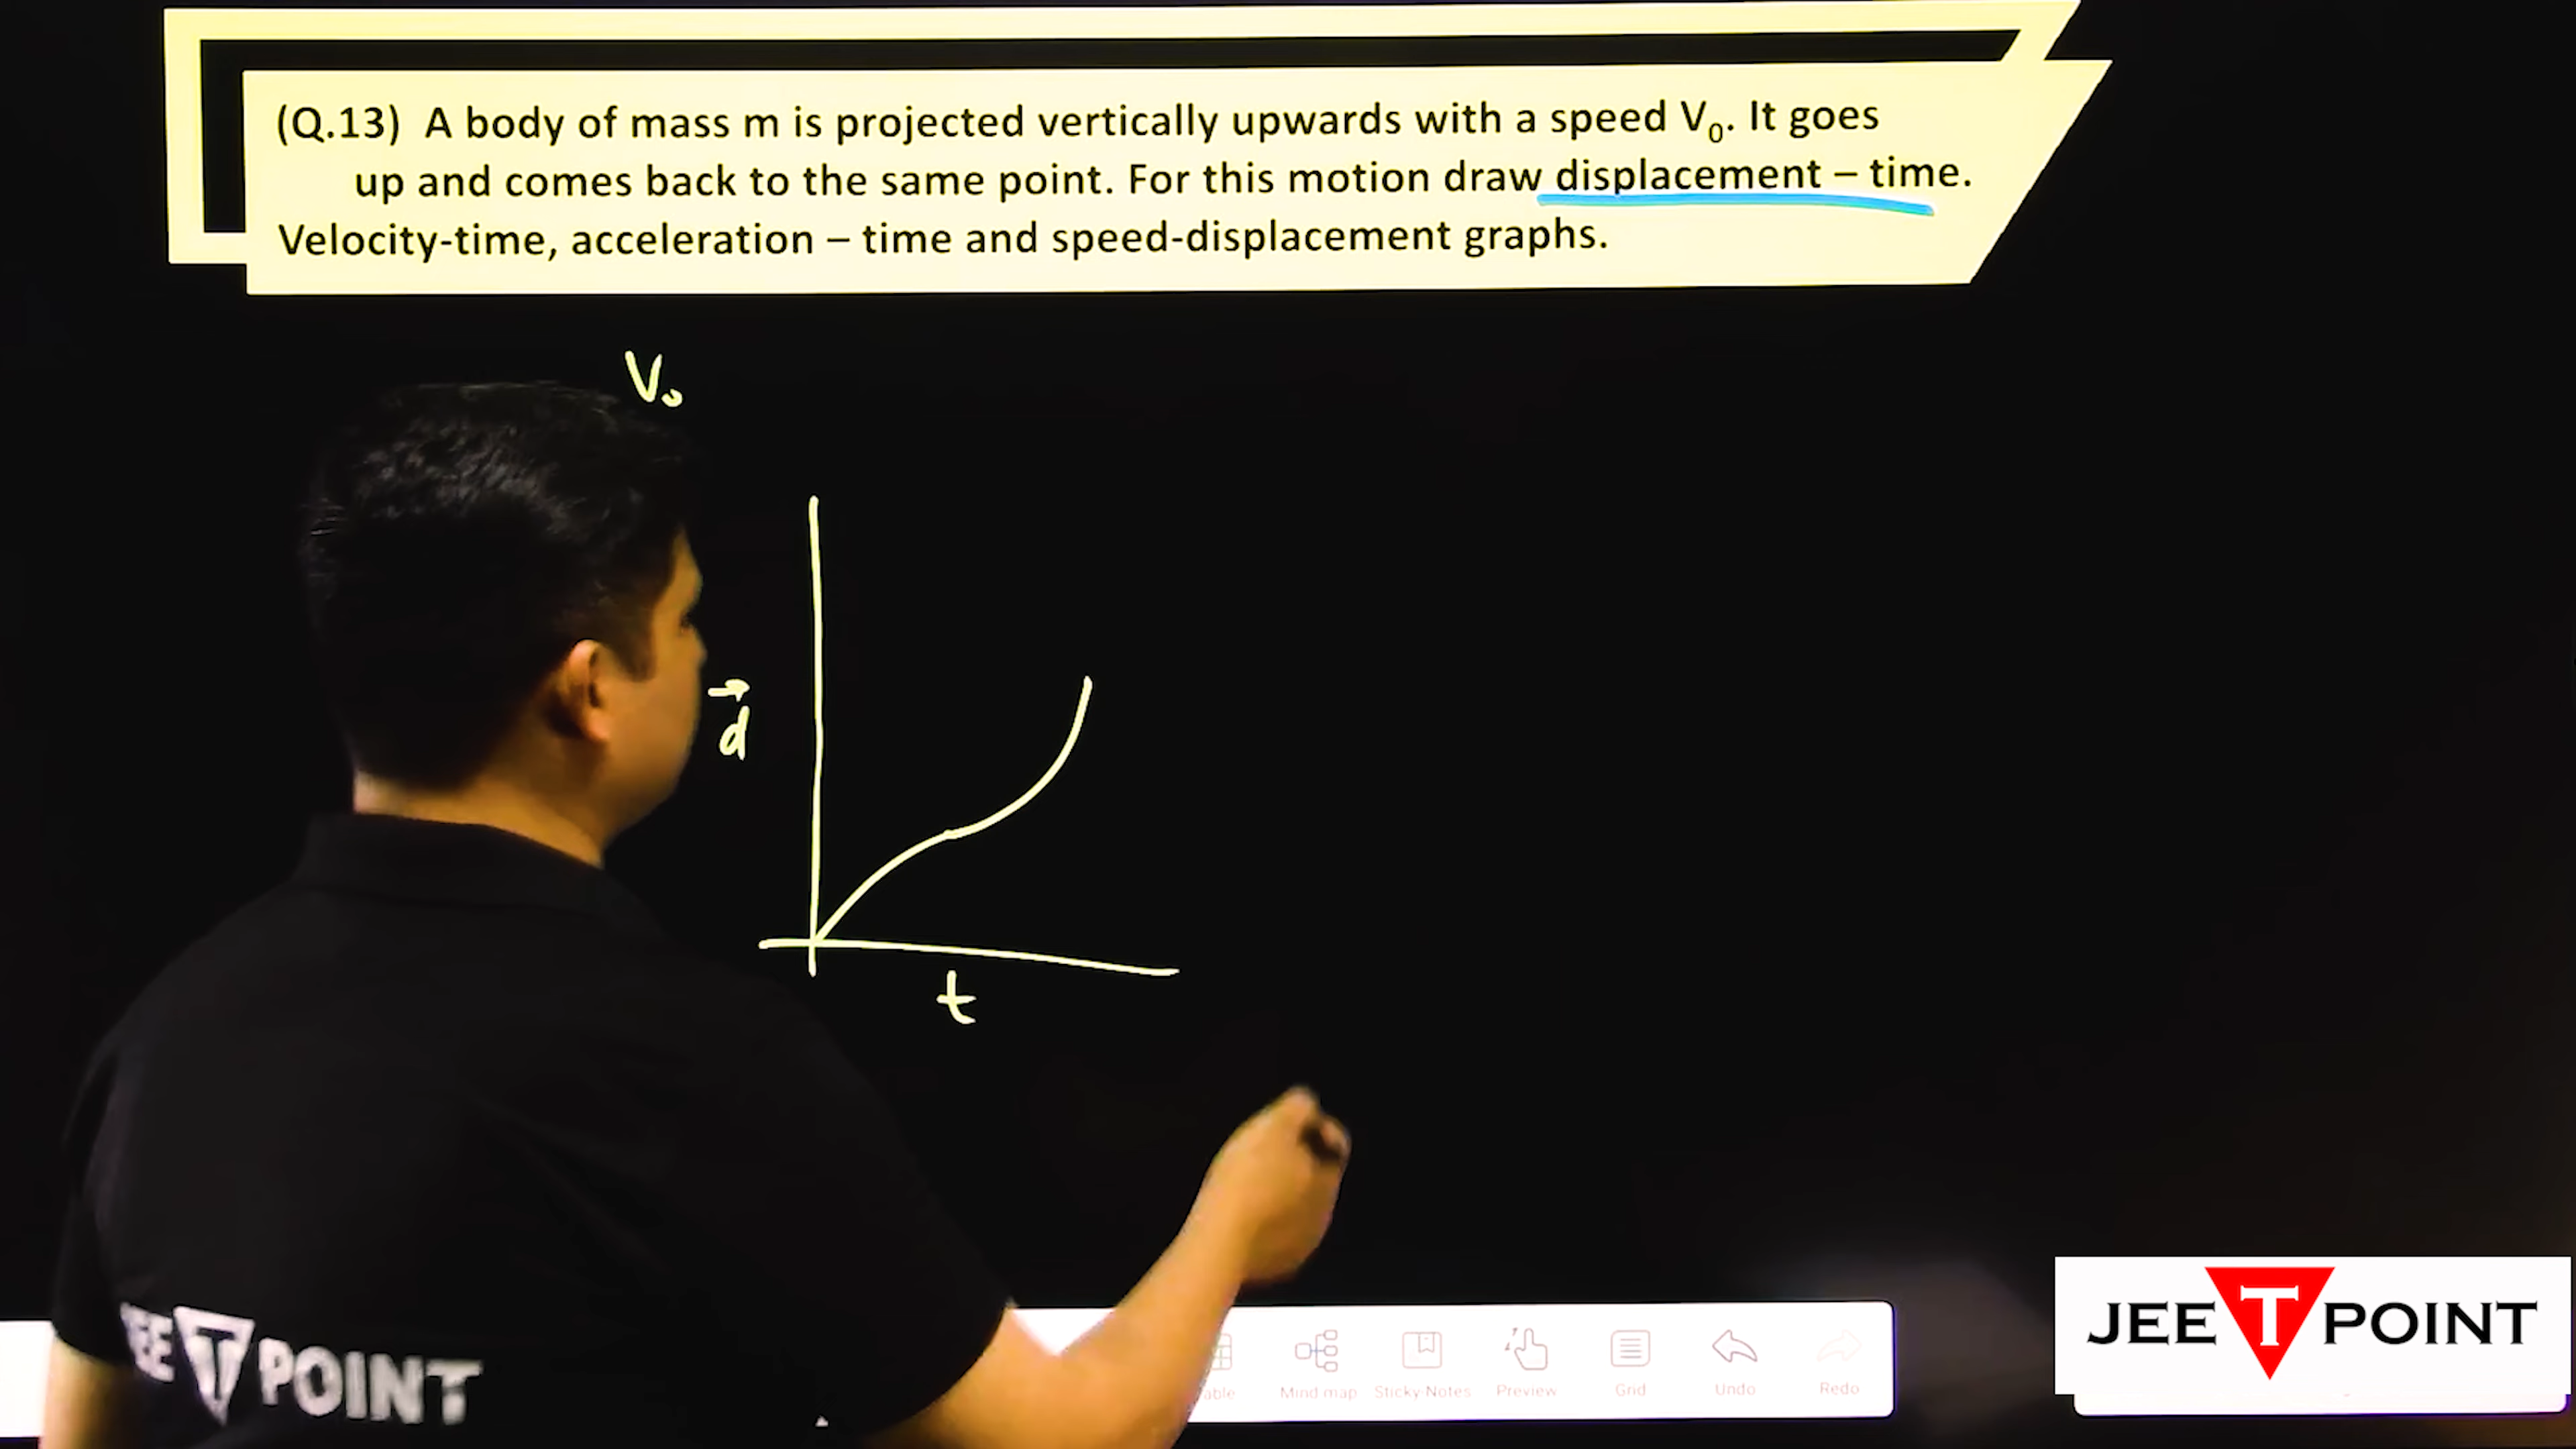 (Q.13) A body of mass m is projected vertically upwards with a speed V₀. It goes
up and comes back to the same point. For this motion draw displacement – time.
Velocity-time, acceleration – time and speed-displacement graphs.
V₀
d⃗
t
EE T POINT
Mind map Sticky Notes Preview Grid Undo Redo
JEE T POINT